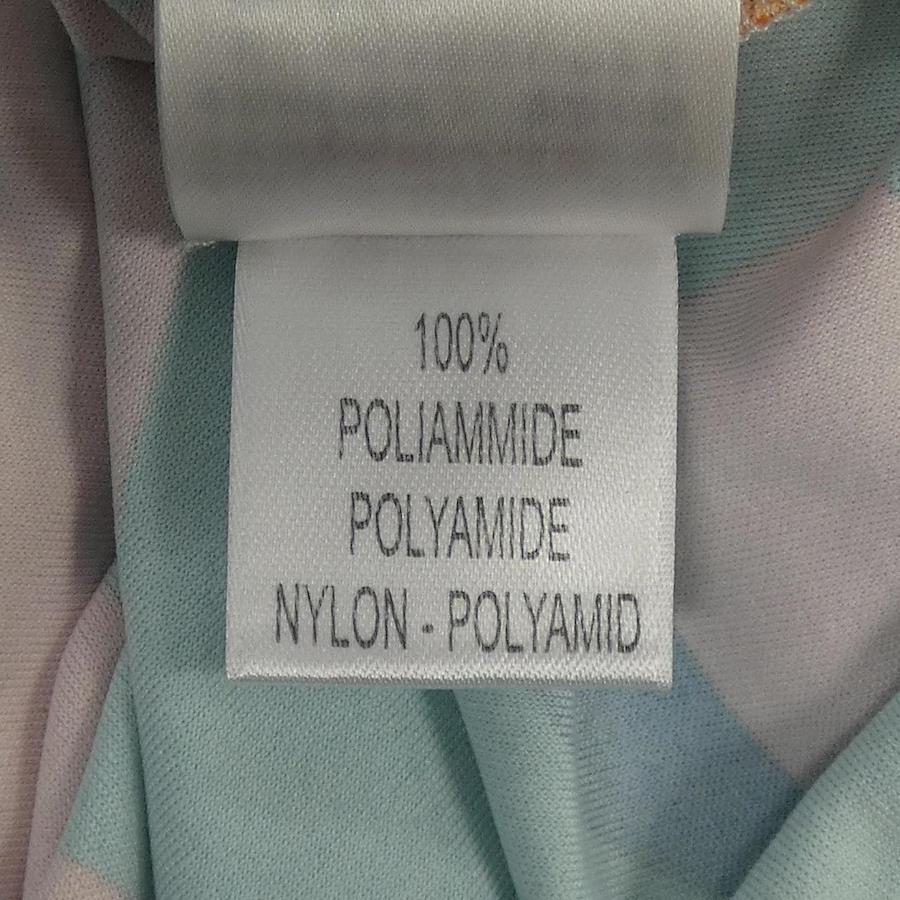 100%
POLIAMMIDE
POLYAMIDE
NYLON - POLYAMID